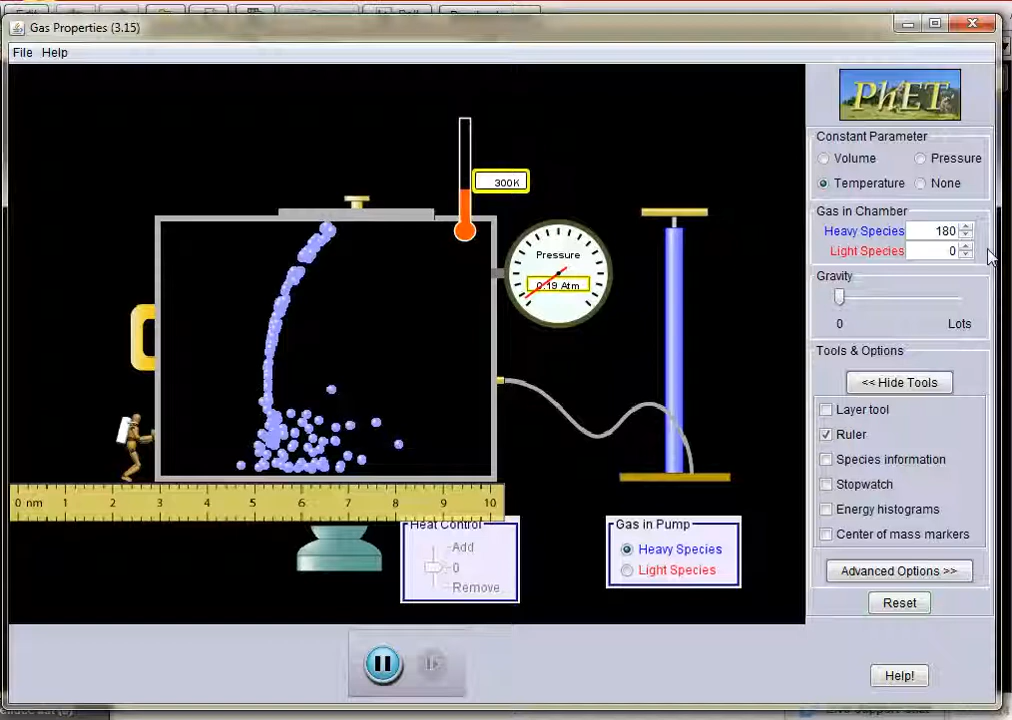 Gas Properties (3.15)
File Help
PhET
Constant Parameter
Volume Pressure
Temperature None
Gas in Chamber
Heavy Species 180
Light Species 0
Gravity
0 Lots
Tools & Options
<< Hide Tools
Layer tool
Ruler
Species information
Stopwatch
Energy histograms
Center of mass markers
Advanced Options >>
Reset
Help!
300K
Pressure
0.19 Atm
0 nm 1 2 3 4 5 6 7 8 9 10
Heat Control
Add
0
Remove
Gas in Pump
Heavy Species
Light Species